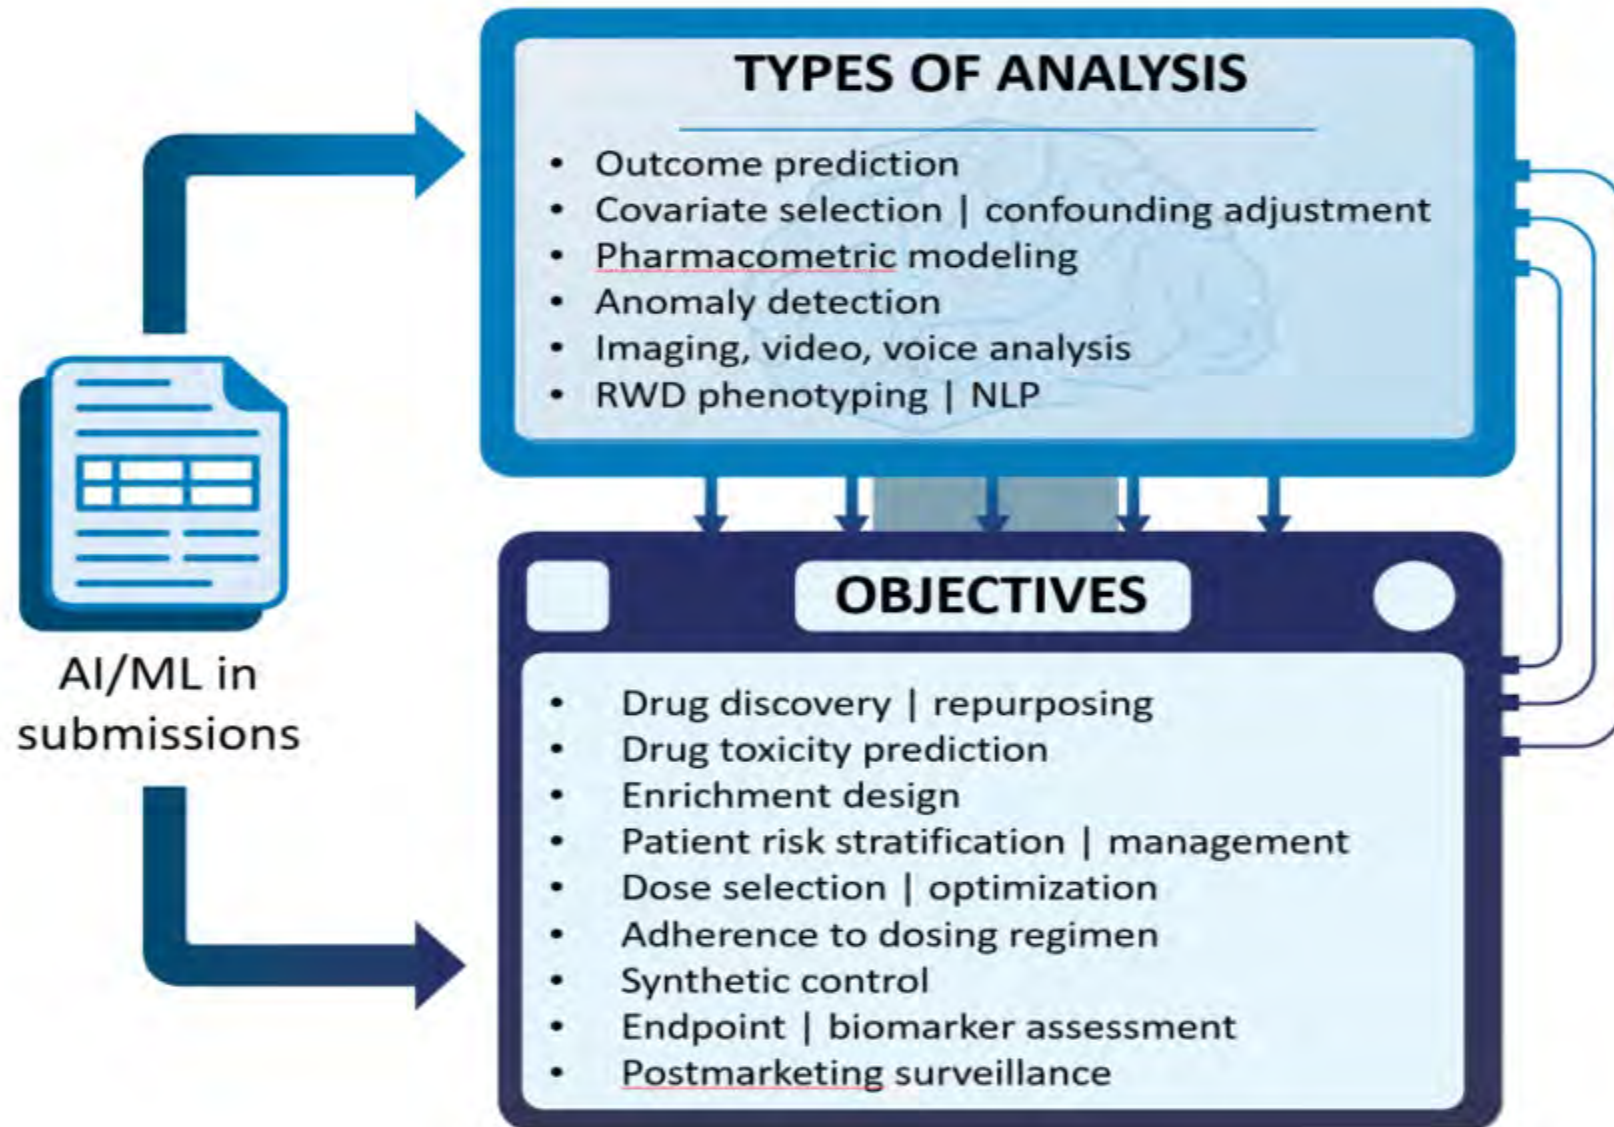 TYPES OF ANALYSIS
• Outcome prediction
• Covariate selection | confounding adjustment
• Pharmacometric modeling
• Anomaly detection
• Imaging, video, voice analysis
• RWD phenotyping | NLP
AI/ML in
submissions
OBJECTIVES
• Drug discovery | repurposing
• Drug toxicity prediction
• Enrichment design
• Patient risk stratification | management
• Dose selection | optimization
• Adherence to dosing regimen
• Synthetic control
• Endpoint | biomarker assessment
• Postmarketing surveillance